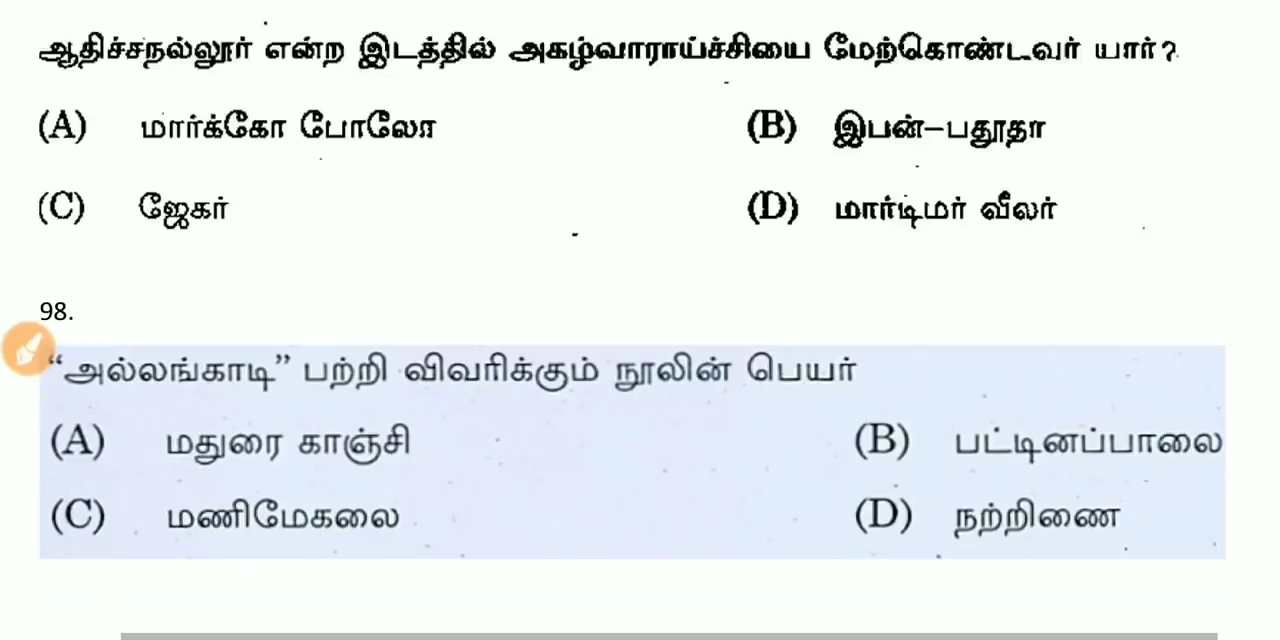 ஆதிச்சநல்லூர் என்ற இடத்தில் அகழ்வாராய்ச்சியை மேற்கொண்டவர் யார்?
(A) மார்க்கோ போலோ (B) இபன்–பதூதா
(C) ஜேகர் (D) மார்டிமர் வீலர்
98.
“அல்லங்காடி” பற்றி விவரிக்கும் நூலின் பெயர்
(A) மதுரை காஞ்சி (B) பட்டினப்பாலை
(C) மணிமேகலை (D) நற்றிணை